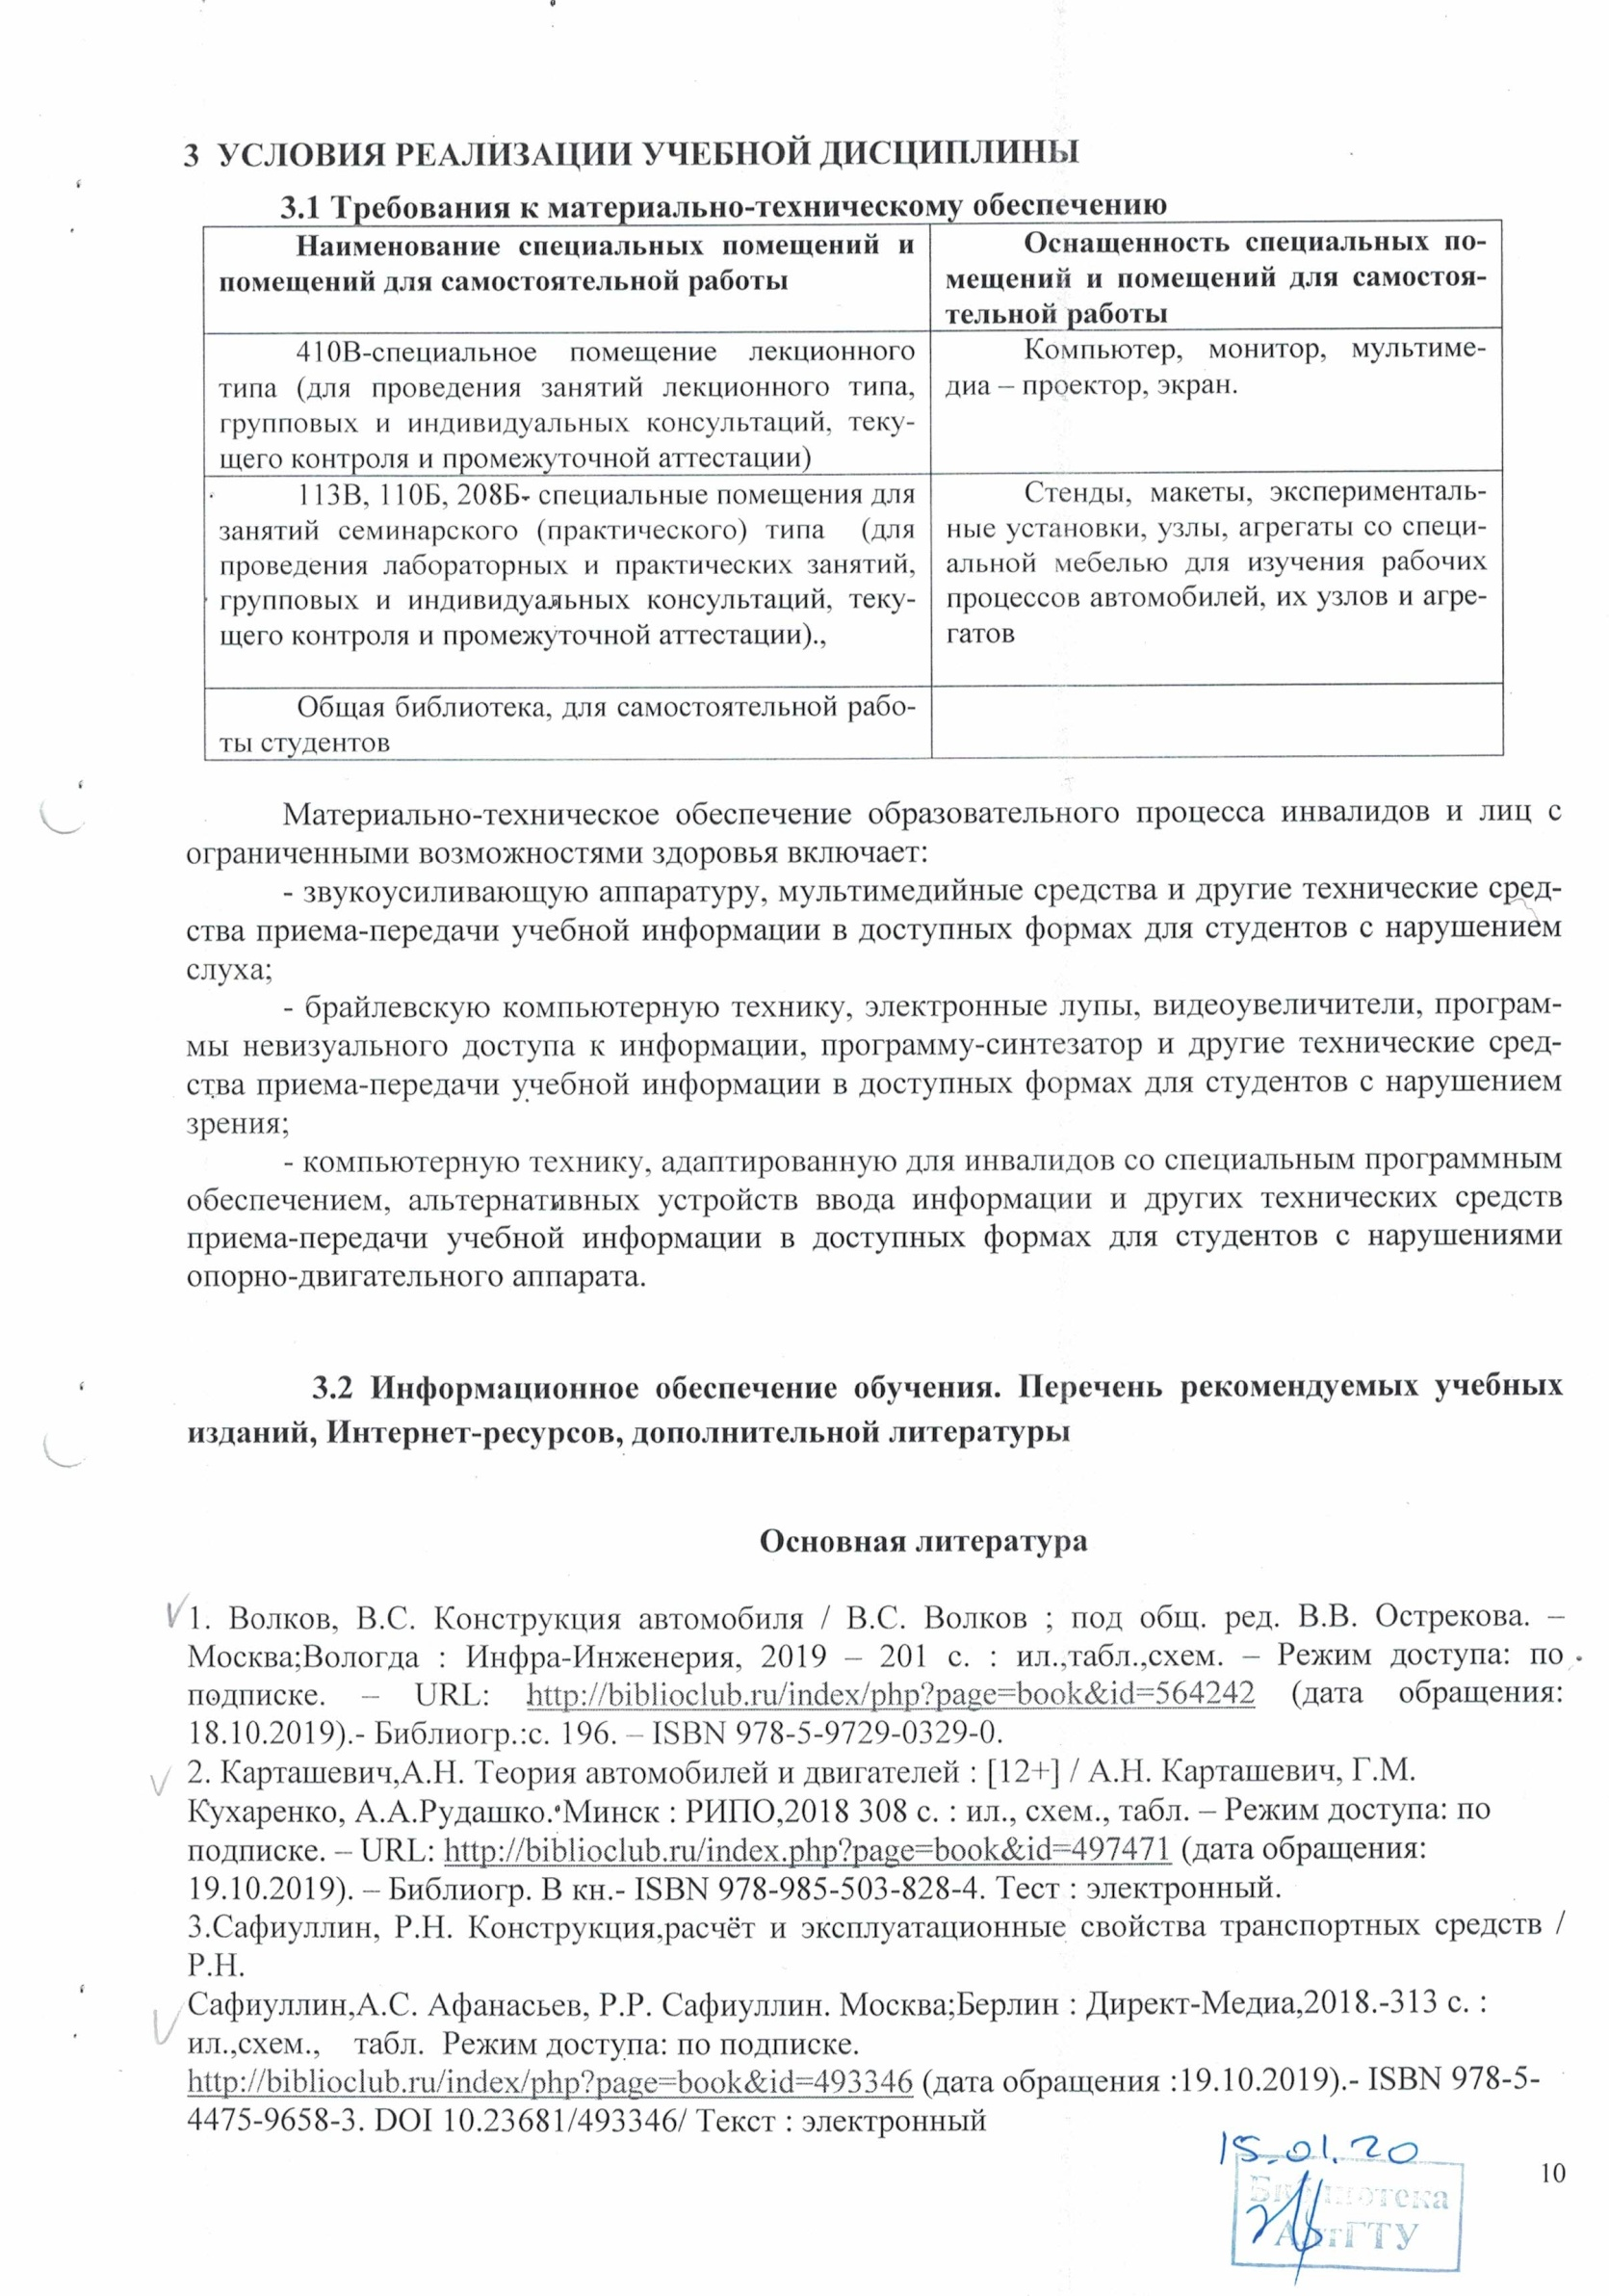 3 УСЛОВИЯ РЕАЛИЗАЦИИ УЧЕБНОЙ ДИСЦИПЛИНЫ
3.1 Требования к материально-техническому обеспечению
Наименование специальных помещений и
помещений для самостоятельной работы
Оснащенность специальных по-
мещений и помещений для самостоя-
тельной работы
410В-специальное помещение лекционного
типа (для проведения занятий лекционного типа,
групповых и индивидуальных консультаций, теку-
щего контроля и промежуточной аттестации)
Компьютер, монитор, мультиме-
диа – проектор, экран.
113В, 110Б, 208Б- специальные помещения для
занятий семинарского (практического) типа (для
проведения лабораторных и практических занятий,
групповых и индивидуальных консультаций, теку-
щего контроля и промежуточной аттестации).,
Стенды, макеты, эксперименталь-
ные установки, узлы, агрегаты со специ-
альной мебелью для изучения рабочих
процессов автомобилей, их узлов и агре-
гатов
Общая библиотека, для самостоятельной рабо-
ты студентов
Материально-техническое обеспечение образовательного процесса инвалидов и лиц с
ограниченными возможностями здоровья включает:
- звукоусиливающую аппаратуру, мультимедийные средства и другие технические сред-
ства приема-передачи учебной информации в доступных формах для студентов с нарушением
слуха;
- брайлевскую компьютерную технику, электронные лупы, видеоувеличители, програм-
мы невизуального доступа к информации, программу-синтезатор и другие технические сред-
ства приема-передачи учебной информации в доступных формах для студентов с нарушением
зрения;
- компьютерную технику, адаптированную для инвалидов со специальным программным
обеспечением, альтернативных устройств ввода информации и других технических средств
приема-передачи учебной информации в доступных формах для студентов с нарушениями
опорно-двигательного аппарата.
3.2 Информационное обеспечение обучения. Перечень рекомендуемых учебных
изданий, Интернет-ресурсов, дополнительной литературы
Основная литература
1. Волков, В.С. Конструкция автомобиля / В.С. Волков ; под общ. ред. В.В. Острекова. –
Москва;Вологда : Инфра-Инженерия, 2019 – 201 с. : ил.,табл.,схем. – Режим доступа: по
подписке. – URL: http://biblioclub.ru/index/php?page=book&id=564242 (дата обращения:
18.10.2019).- Библиогр.:с. 196. – ISBN 978-5-9729-0329-0.
2. Карташевич,А.Н. Теория автомобилей и двигателей : [12+] / А.Н. Карташевич, Г.М.
Кухаренко, А.А.Рудашко. Минск : РИПО,2018 308 с. : ил., схем., табл. – Режим доступа: по
подписке. – URL: http://biblioclub.ru/index.php?page=book&id=497471 (дата обращения:
19.10.2019). – Библиогр. В кн.- ISBN 978-985-503-828-4. Тест : электронный.
3.Сафиуллин, Р.Н. Конструкция,расчёт и эксплуатационные свойства транспортных средств /
Р.Н.
Сафиуллин,А.С. Афанасьев, Р.Р. Сафиуллин. Москва;Берлин : Директ-Медиа,2018.-313 с. :
ил.,схем., табл. Режим доступа: по подписке.
http://biblioclub.ru/index/php?page=book&id=493346 (дата обращения :19.10.2019).- ISBN 978-5-
4475-9658-3. DOI 10.23681/493346/ Текст : электронный
15.01.20
10
Библиотека
АлтГТУ